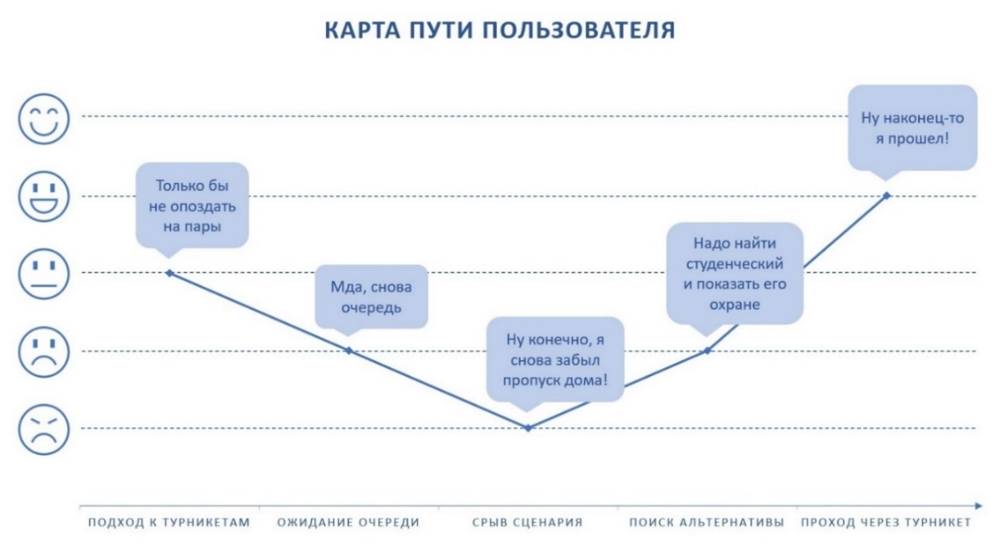 КАРТА ПУТИ ПОЛЬЗОВАТЕЛЯ
Только бы
не опоздать
на пары
Мда, снова
очередь
Ну конечно, я
снова забыл
пропуск дома!
Надо найти
студенческий
и показать его
охране
Ну наконец-то
я прошел!
ПОДХОД К ТУРНИКЕТАМ
ОЖИДАНИЕ ОЧЕРЕДИ
СРЫВ СЦЕНАРИЯ
ПОИСК АЛЬТЕРНАТИВЫ
ПРОХОД ЧЕРЕЗ ТУРНИКЕТ